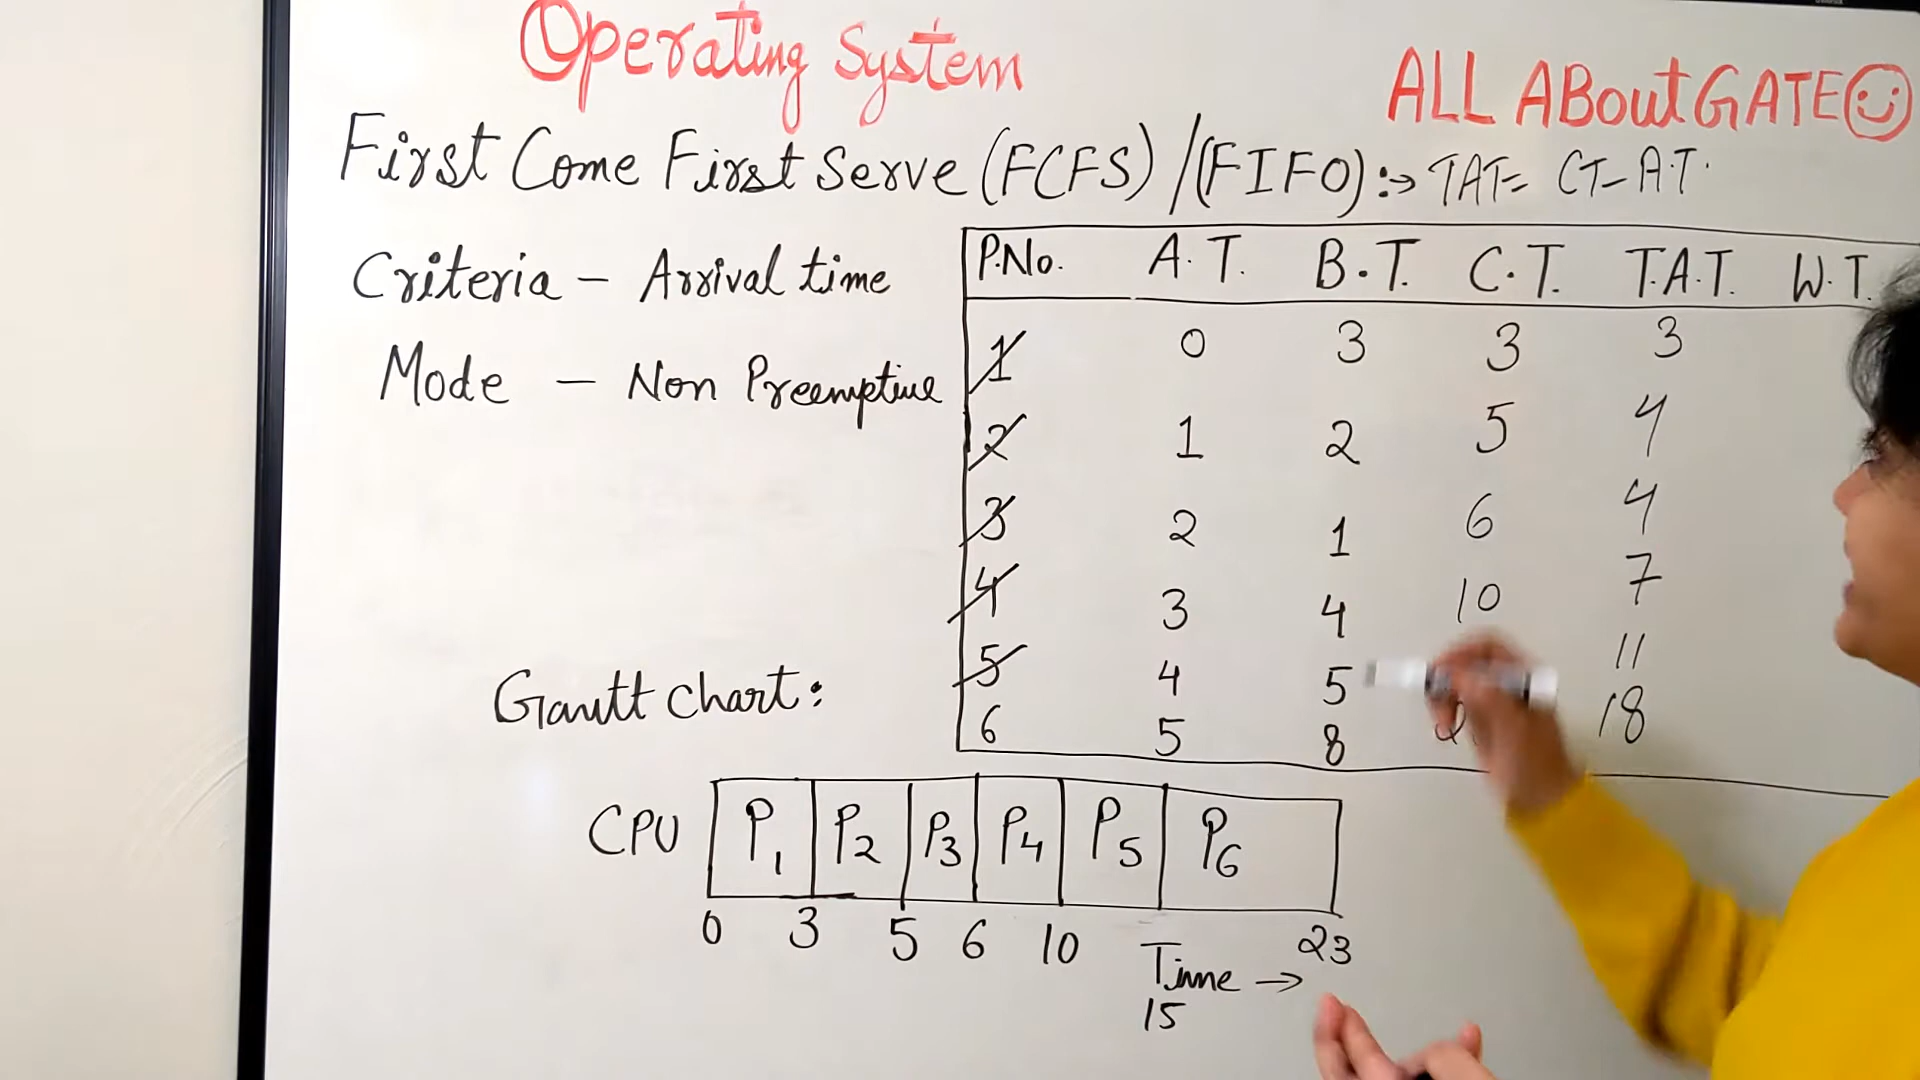 Operating System
ALL ABout GATE
First Come First Serve (FCFS) / (FIFO) :→ TAT = CT - A.T.
Criteria - Arrival time
Mode - Non Preemptive
P.No. A.T. B.T. C.T. T.A.T. W.T.
1 0 3 3 3
2 1 2 5 4
3 2 1 6 4
4 3 4 10 7
5 4 5 11
6 5 8 18
Gantt Chart:
CPU P1 P2 P3 P4 P5 P6
0 3 5 6 10 15 23
Time →